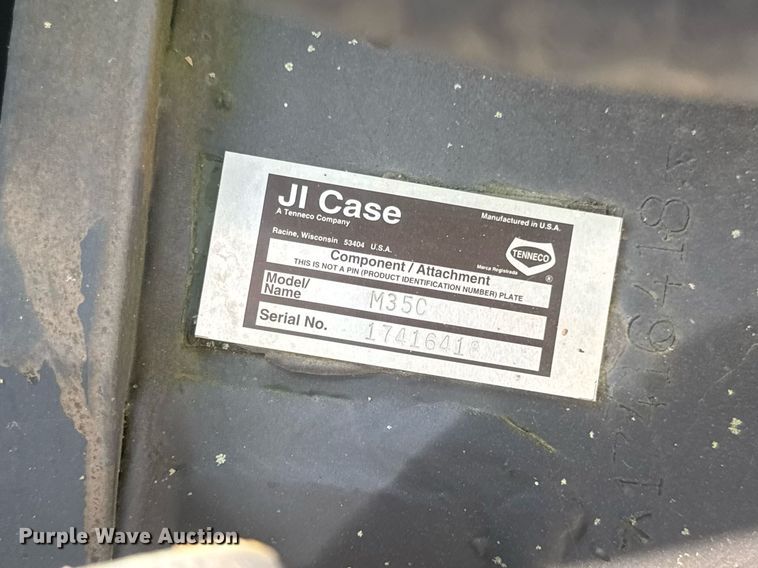 JI Case
A Tenneco Company
Manufactured in U.S.A.
Racine, Wisconsin 53404 U.S.A.
TENNECO
Marca Registrada
®
Component / Attachment
THIS IS NOT A PIN (PRODUCT IDENTIFICATION NUMBER) PLATE
Model/
Name M35C
Serial No. 17416418
*17416418*
Purple Wave Auction